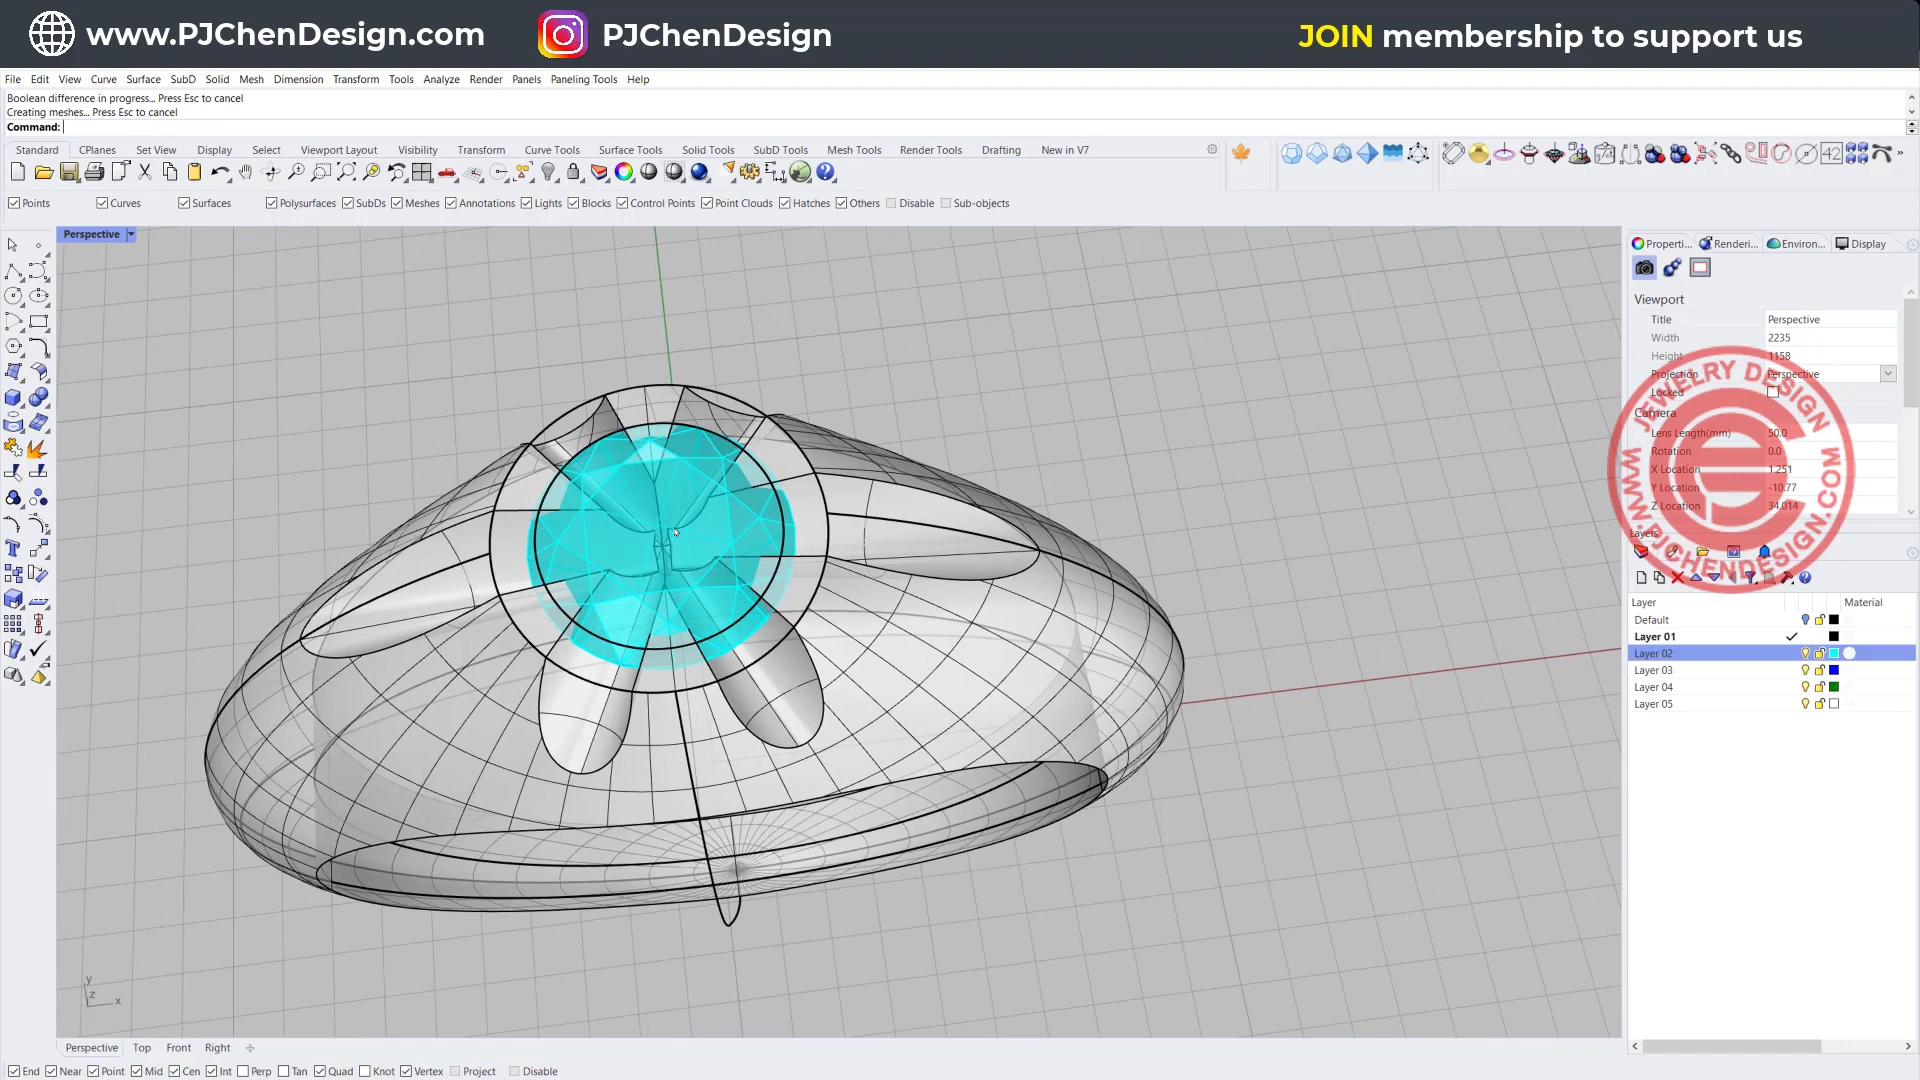 www.PJChenDesign.com PJChenDesign JOIN membership to support us
File Edit View Curve Surface SubD Solid Mesh Dimension Transform Tools Analyze Render Panels Paneling Tools Help
Boolean difference in progress... Press Esc to cancel
Creating meshes... Press Esc to cancel
Command:
Standard CPlanes Set View Display Select Viewport Layout Visibility Transform Curve Tools Surface Tools Solid Tools SubD Tools Mesh Tools Render Tools Drafting New in V7
42
Points Curves Surfaces Polysurfaces SubDs Meshes Annotations Lights Blocks Control Points Point Clouds Hatches Others Disable Sub-objects
Perspective
Properti... Renderi... Environ... Display
Viewport
Title Perspective
Width 2235
Height 1158
Projection Perspective
Locked
Camera
Lens Length(mm) 50.0
Rotation 0.0
X Location 1.251
Y Location -10.77
Z Location 34.014
JEWELRY DESIGN
WWW.PJCHENDESIGN.COM
Layers
Layer Material
Default
Layer 01
Layer 02
Layer 03
Layer 04
Layer 05
y
z x
Perspective Top Front Right
End Near Point Mid Cen Int Perp Tan Quad Knot Vertex Project Disable